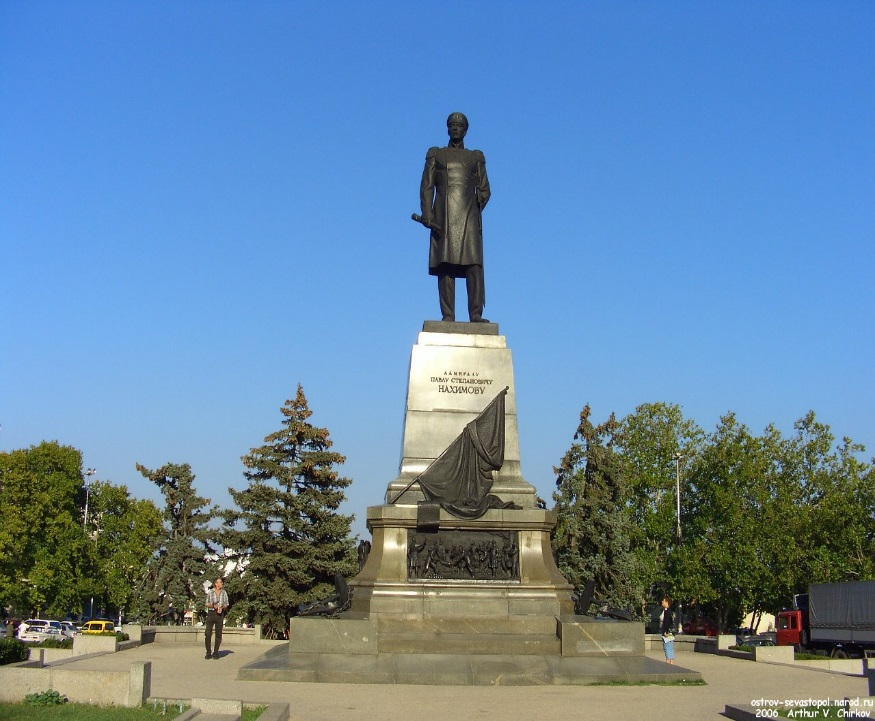 АДМИРАЛУ
ПАВЛУ СТЕПАНОВИЧУ
НАХИМОВУ
ostrov-sevastopol.narod.ru
2006 Arthur V. Chirkov